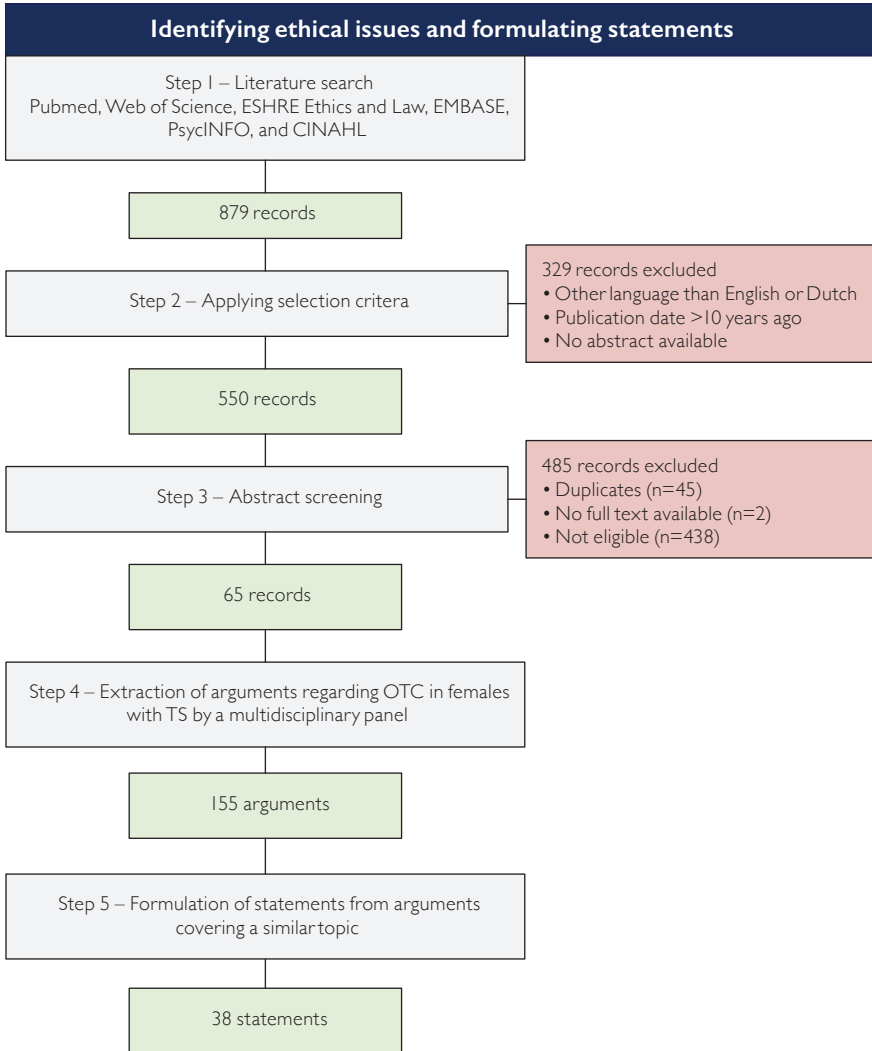 Identifying ethical issues and formulating statements
Step 1 – Literature search
Pubmed, Web of Science, ESHRE Ethics and Law, EMBASE,
PsycINFO, and CINAHL
879 records
329 records excluded
• Other language than English or Dutch
• Publication date >10 years ago
• No abstract available
Step 2 – Applying selection criteria
550 records
485 records excluded
• Duplicates (n=45)
• No full text available (n=2)
• Not eligible (n=438)
Step 3 – Abstract screening
65 records
Step 4 – Extraction of arguments regarding OTC in females
with TS by a multidisciplinary panel
155 arguments
Step 5 – Formulation of statements from arguments
covering a similar topic
38 statements